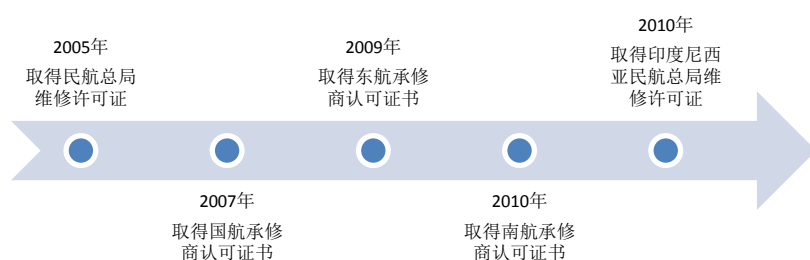 2005年
取得民航总局
维修许可证
2007年
取得国航承修
商认可证书
2009年
取得东航承修
商认可证书
2010年
取得南航承修
商认可证书
2010年
取得印度尼西
亚民航总局维
修许可证